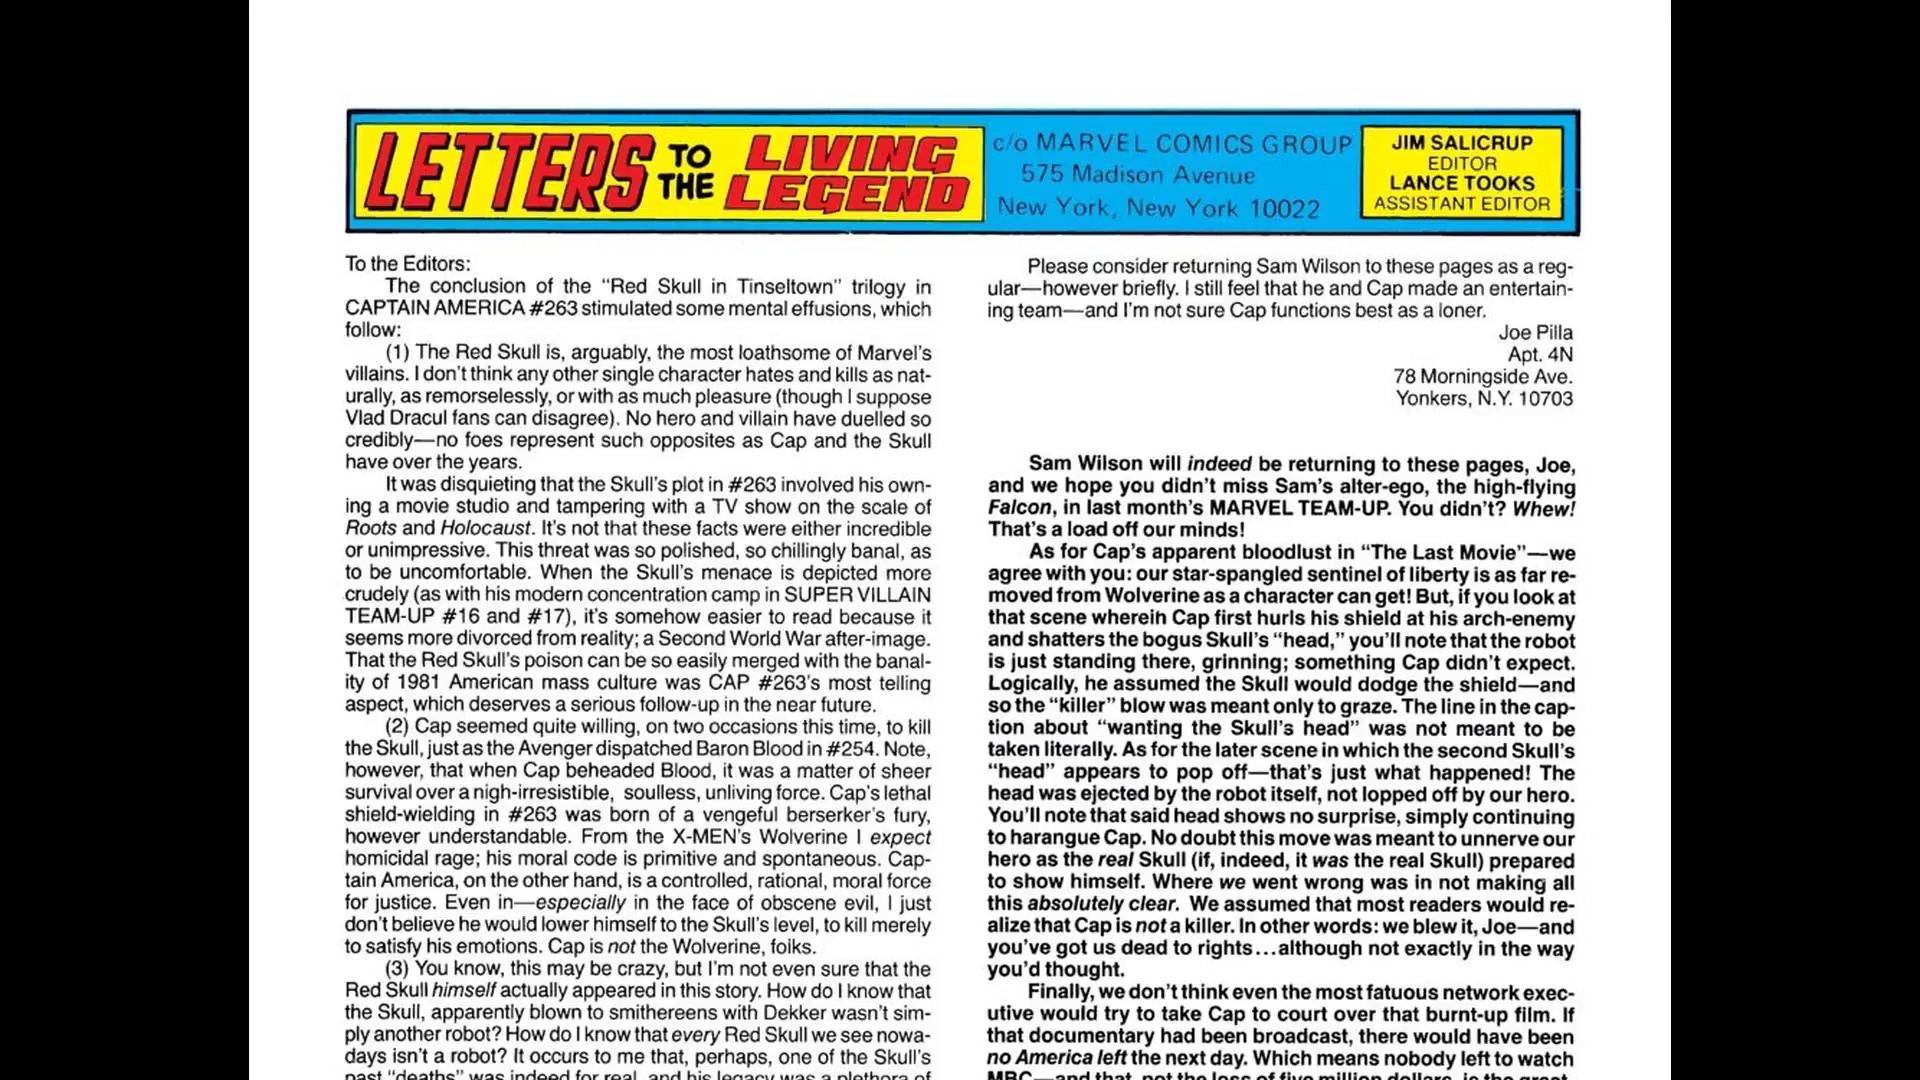 LETTERS TO THE LIVING LEGEND
c/o MARVEL COMICS GROUP
575 Madison Avenue
New York, New York 10022
JIM SALICRUP
EDITOR
LANCE TOOKS
ASSISTANT EDITOR
To the Editors:
The conclusion of the “Red Skull in Tinseltown” trilogy in
CAPTAIN AMERICA #263 stimulated some mental effusions, which
follow:
(1) The Red Skull is, arguably, the most loathsome of Marvel’s
villains. I don’t think any other single character hates and kills as nat-
urally, as remorselessly, or with as much pleasure (though I suppose
Vlad Dracul fans can disagree). No hero and villain have duelled so
credibly—no foes represent such opposites as Cap and the Skull
have over the years.
It was disquieting that the Skull’s plot in #263 involved his own-
ing a movie studio and tampering with a TV show on the scale of
Roots and Holocaust. It’s not that these facts were either incredible
or unimpressive. This threat was so polished, so chillingly banal, as
to be uncomfortable. When the Skull’s menace is depicted more
crudely (as with his modern concentration camp in SUPER VILLAIN
TEAM-UP #16 and #17), it’s somehow easier to read because it
seems more divorced from reality; a Second World War after-image.
That the Red Skull’s poison can be so easily merged with the banal-
ity of 1981 American mass culture was CAP #263’s most telling
aspect, which deserves a serious follow-up in the near future.
(2) Cap seemed quite willing, on two occasions this time, to kill
the Skull, just as the Avenger dispatched Baron Blood in #254. Note,
however, that when Cap beheaded Blood, it was a matter of sheer
survival over a nigh-irresistible, soulless, unliving force. Cap’s lethal
shield-wielding in #263 was born of a vengeful berserker’s fury,
however understandable. From the X-MEN’s Wolverine I expect
homicidal rage; his moral code is primitive and spontaneous. Cap-
tain America, on the other hand, is a controlled, rational, moral force
for justice. Even in—especially in the face of obscene evil, I just
don’t believe he would lower himself to the Skull’s level, to kill merely
to satisfy his emotions. Cap is not the Wolverine, folks.
(3) You know, this may be crazy, but I’m not even sure that the
Red Skull himself actually appeared in this story. How do I know that
the Skull, apparently blown to smithereens with Dekker wasn’t sim-
ply another robot? How do I know that every Red Skull we see nowa-
days isn’t a robot? It occurs to me that, perhaps, one of the Skull’s
past “deaths” was indeed for real, and his legacy was a plethora of
Please consider returning Sam Wilson to these pages as a reg-
ular—however briefly. I still feel that he and Cap made an entertain-
ing team—and I’m not sure Cap functions best as a loner.
Joe Pilla
Apt. 4N
78 Morningside Ave.
Yonkers, N.Y. 10703
Sam Wilson will indeed be returning to these pages, Joe,
and we hope you didn’t miss Sam’s alter-ego, the high-flying
Falcon, in last month’s MARVEL TEAM-UP. You didn’t? Whew!
That’s a load off our minds!
As for Cap’s apparent bloodlust in “The Last Movie”—we
agree with you: our star-spangled sentinel of liberty is as far re-
moved from Wolverine as a character can get! But, if you look at
that scene wherein Cap first hurls his shield at his arch-enemy
and shatters the bogus Skull’s “head,” you’ll note that the robot
is just standing there, grinning; something Cap didn’t expect.
Logically, he assumed the Skull would dodge the shield—and
so the “killer” blow was meant only to graze. The line in the cap-
tion about “wanting the Skull’s head” was not meant to be
taken literally. As for the later scene in which the second Skull’s
“head” appears to pop off—that’s just what happened! The
head was ejected by the robot itself, not lopped off by our hero.
You’ll note that said head shows no surprise, simply continuing
to harangue Cap. No doubt this move was meant to unnerve our
hero as the real Skull (if, indeed, it was the real Skull) prepared
to show himself. Where we went wrong was in not making all
this absolutely clear. We assumed that most readers would re-
alize that Cap is not a killer. In other words: we blew it, Joe—and
you’ve got us dead to rights...although not exactly in the way
you’d thought.
Finally, we don’t think even the most fatuous network exec-
utive would try to take Cap to court over that burnt-up film. If
that documentary had been broadcast, there would have been
no America left the next day. Which means nobody left to watch
MBC—and that, not the loss of five million dollars, is the great-